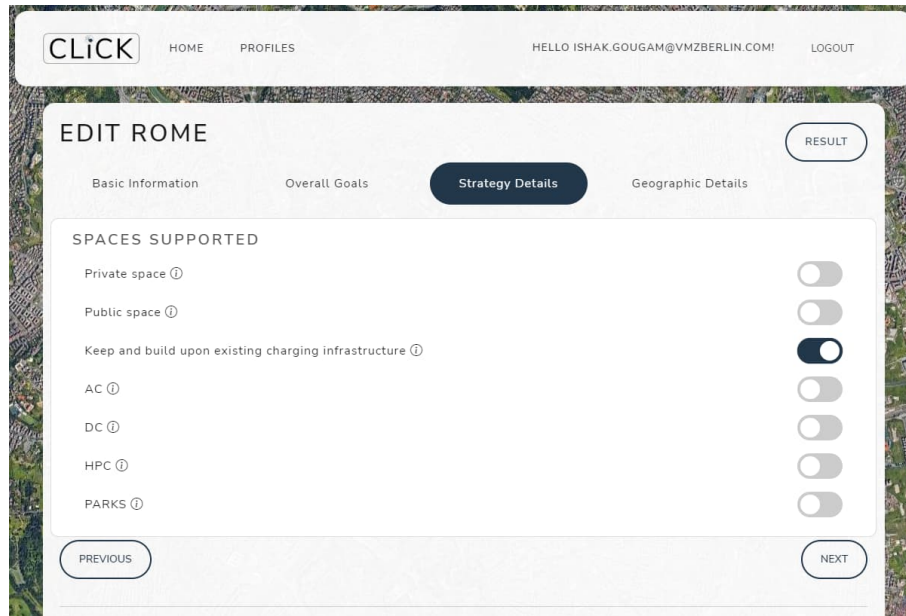 CLiCK HOME PROFILES HELLO ISHAK.GOUGAM@VMZBERLIN.COM! LOGOUT
EDIT ROME
RESULT
Basic Information Overall Goals Strategy Details Geographic Details
SPACES SUPPORTED
Private space i
Public space i
Keep and build upon existing charging infrastructure i
AC i
DC i
HPC i
PARKS i
PREVIOUS NEXT